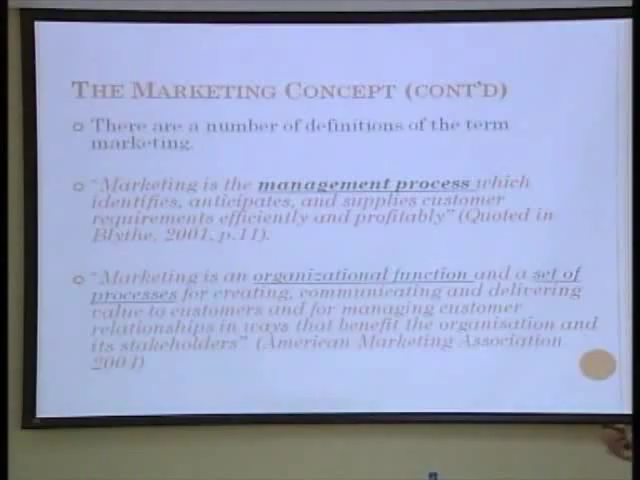 THE MARKETING CONCEPT (CONT'D)
There are a number of definitions of the term
marketing.
"Marketing is the management process which
identifies, anticipates, and supplies customer
requirements efficiently and profitably" (Quoted in
Blythe, 2001, p.11).
"Marketing is an organizational function and a set of
processes for creating, communicating and delivering
value to customers and for managing customer
relationships in ways that benefit the organisation and
its stakeholders" (American Marketing Association
2004)